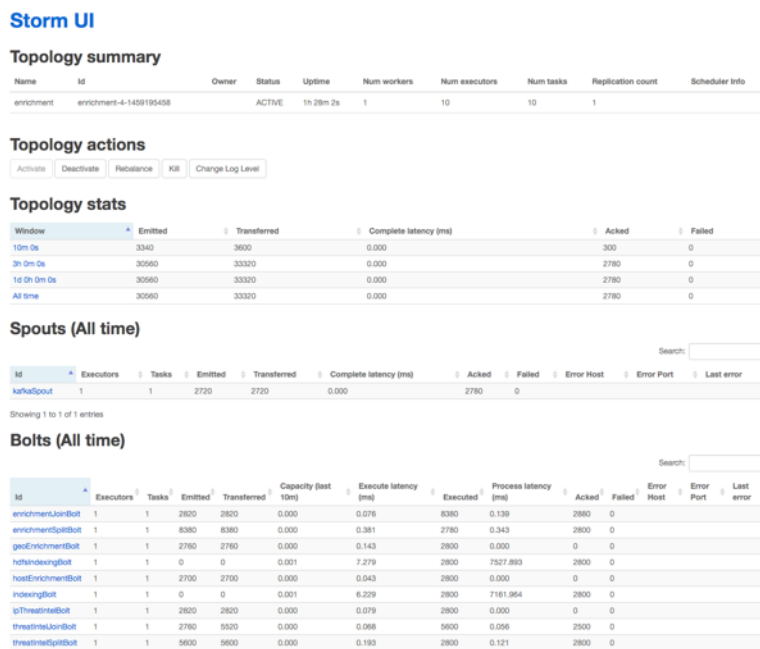 Storm UI
Topology summary
Name Id Owner Status Uptime Num workers Num executors Num tasks Replication count Scheduler Info
enrichment enrichment-4-1459195458 ACTIVE 1h 28m 2s 1 10 10 1
Topology actions
Activate Deactivate Rebalance Kill Change Log Level
Topology stats
Window Emitted Transferred Complete latency (ms) Acked Failed
10m 0s 3340 3600 0.000 300 0
3h 0m 0s 30560 33320 0.000 2780 0
1d 0h 0m 0s 30560 33320 0.000 2780 0
All time 30560 33320 0.000 2780 0
Spouts (All time)
Search:
Id Executors Tasks Emitted Transferred Complete latency (ms) Acked Failed Error Host Error Port Last error
kafkaSpout 1 1 2720 2720 0.000 2780 0
Showing 1 to 1 of 1 entries
Bolts (All time)
Search:
Id Executors Tasks Emitted Transferred Capacity (last 10m) Execute latency (ms) Executed Process latency (ms) Acked Failed Error Host Error Port Last error
enrichmentJoinBolt 1 1 2820 2820 0.000 0.076 8380 0.139 2880 0
enrichmentSplitBolt 1 1 8380 8380 0.000 0.381 2780 0.343 2800 0
geoEnrichmentBolt 1 1 2760 2760 0.000 0.143 2800 0.000 0 0
hdfsIndexingBolt 1 1 0 0 0.001 7.279 2800 7527.893 2800 0
hostEnrichmentBolt 1 1 2700 2700 0.000 0.043 2800 0.000 0 0
indexingBolt 1 1 0 0 0.001 6.229 2800 7161.964 2800 0
ipThreatIntelBolt 1 1 2820 2820 0.000 0.079 2800 0.000 0 0
threatIntelJoinBolt 1 1 2760 5520 0.000 0.068 5600 0.056 2500 0
threatIntelSplitBolt 1 1 5600 5600 0.000 0.193 2800 0.121 2800 0